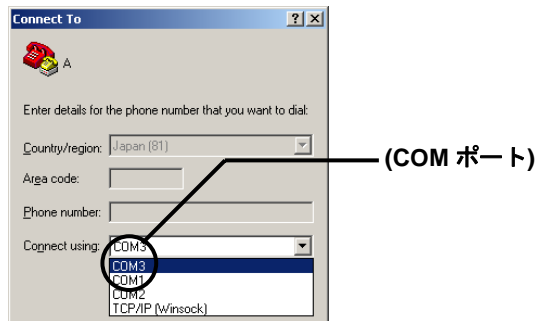 Connect To
A
Enter details for the phone number that you want to dial:
Country/region: Japan (81)
(COM ポート)
Area code:
Phone number:
Connect using: COM3
COM3
COM1
COM2
TCP/IP (Winsock)